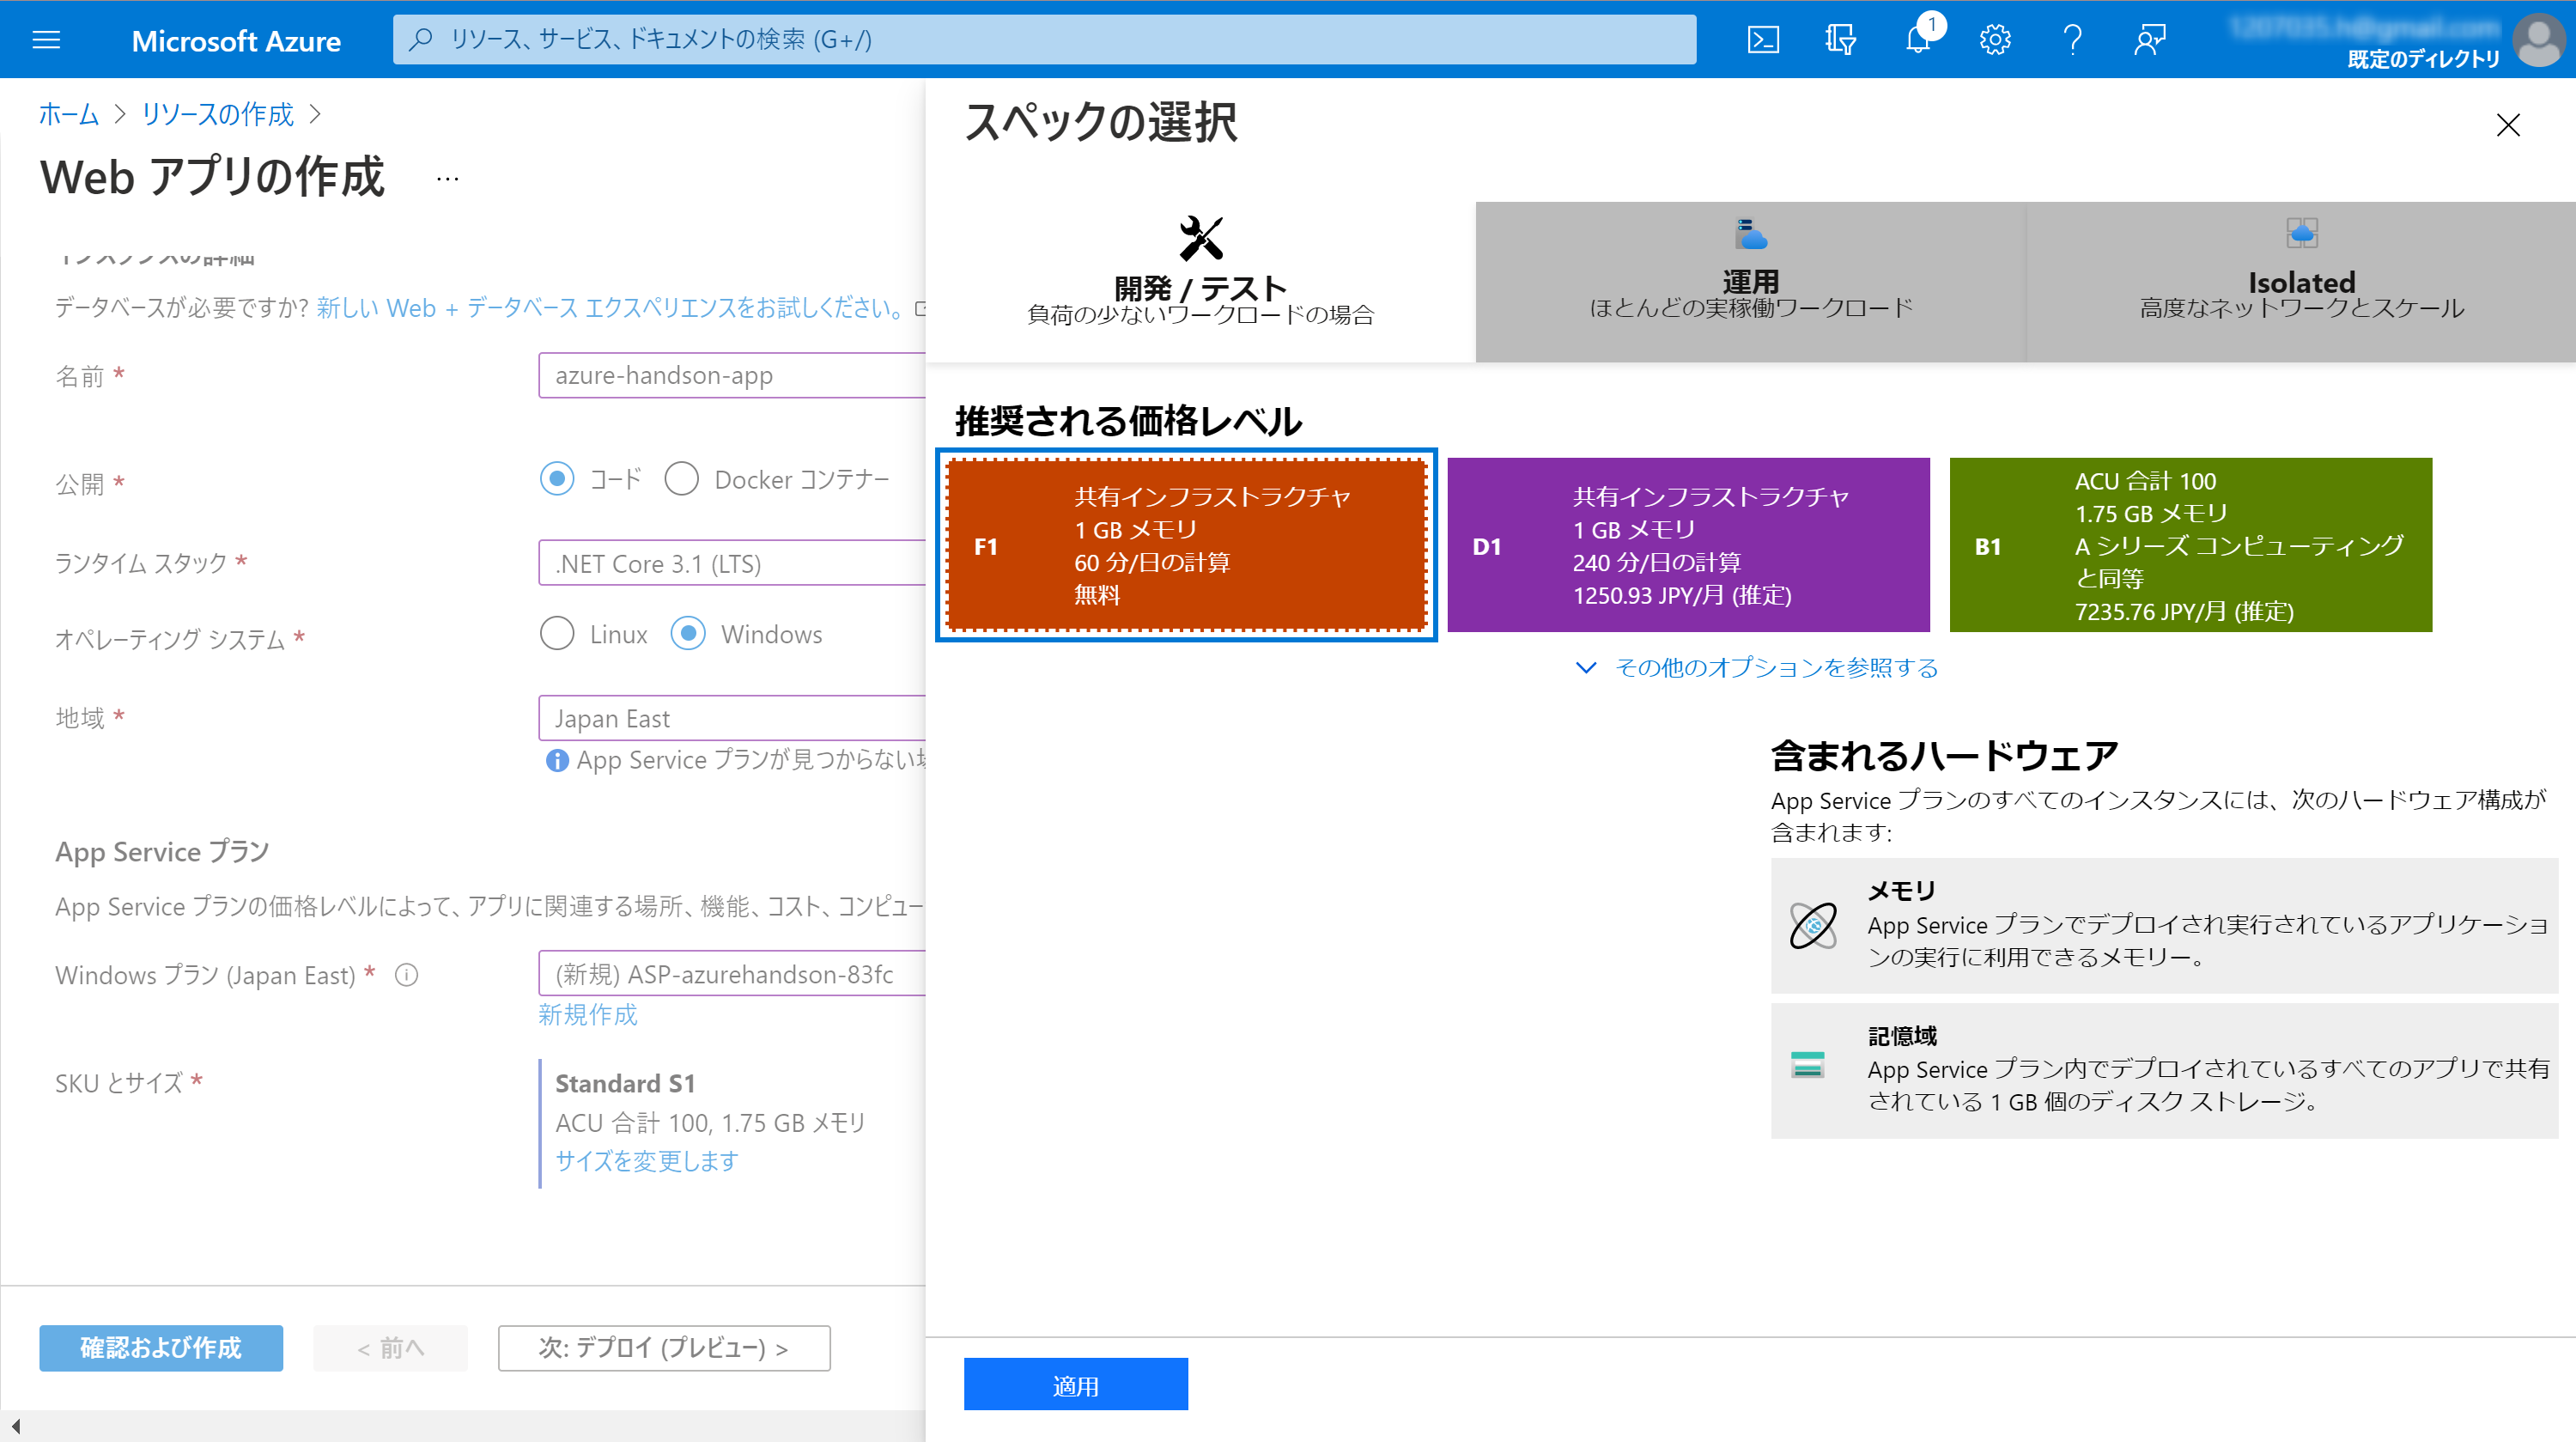 Microsoft Azure
リソース、サービス、ドキュメントの検索 (G+/)
1
既定のディレクトリ
ホーム > リソースの作成 >
Web アプリの作成 …
インスタンスの詳細
データベースが必要ですか? 新しい Web + データベース エクスペリエンスをお試しください。
名前 *
azure-handson-app
公開 *
コード Docker コンテナー
ランタイム スタック *
.NET Core 3.1 (LTS)
オペレーティング システム *
Linux Windows
地域 *
Japan East
App Service プランが見つからない
App Service プラン
App Service プランの価格レベルによって、アプリに関連する場所、機能、コスト、コンピュー
Windows プラン (Japan East) *
(新規) ASP-azurehandson-83fc
新規作成
SKU とサイズ *
Standard S1
ACU 合計 100, 1.75 GB メモリ
サイズを変更します
確認および作成
< 前へ
次: デプロイ (プレビュー) >
スペックの選択
開発 / テスト
負荷の少ないワークロードの場合
運用
ほとんどの実稼働ワークロード
Isolated
高度なネットワークとスケール
推奨される価格レベル
F1
共有インフラストラクチャ
1 GB メモリ
60 分/日の計算
無料
D1
共有インフラストラクチャ
1 GB メモリ
240 分/日の計算
1250.93 JPY/月 (推定)
B1
ACU 合計 100
1.75 GB メモリ
A シリーズ コンピューティング
と同等
7235.76 JPY/月 (推定)
その他のオプションを参照する
含まれるハードウェア
App Service プランのすべてのインスタンスには、次のハードウェア構成が
含まれます:
メモリ
App Service プランでデプロイされ実行されているアプリケーショ
ンの実行に利用できるメモリー。
記憶域
App Service プラン内でデプロイされているすべてのアプリで共有
されている 1 GB 個のディスク ストレージ。
適用